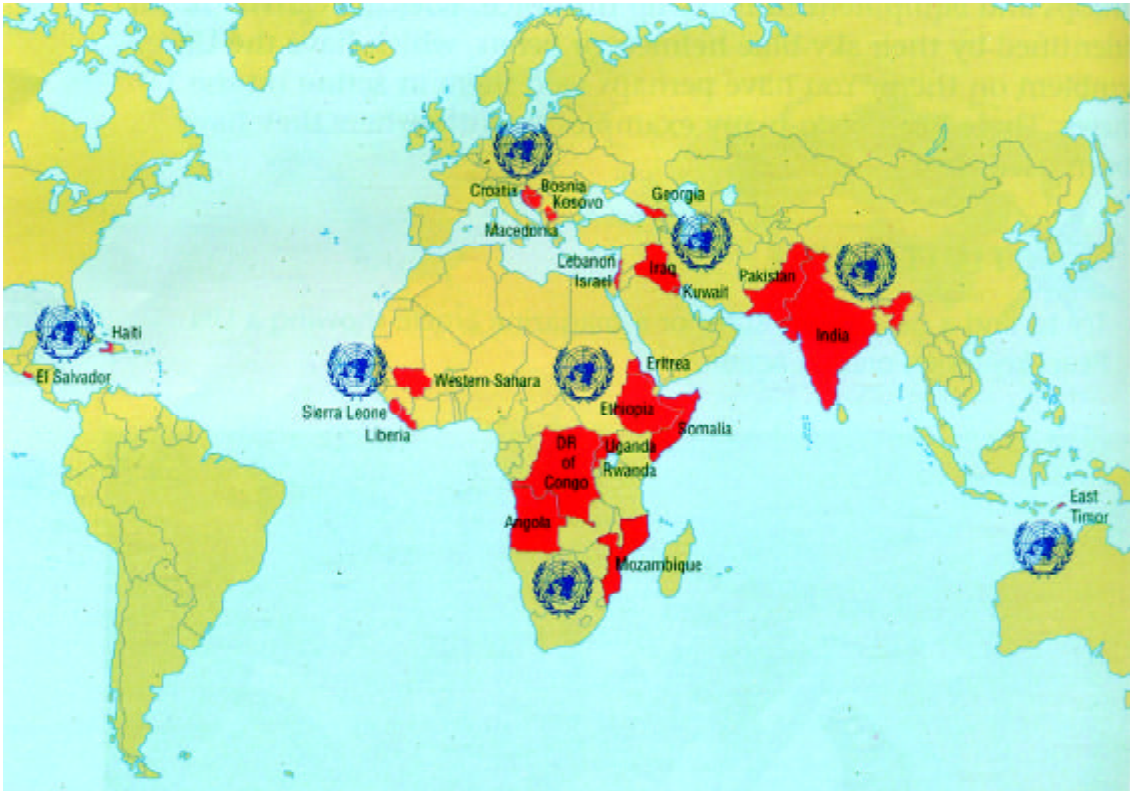 Croatia
Bosnia
Kosovo
Macedonia
Georgia
Lebanon
Israel
Iraq
Kuwait
Pakistan
India
Haiti
El Salvador
Western-Sahara
Sierra Leone
Liberia
Eritrea
Ethiopia
Somalia
DR
of
Congo
Uganda
Rwanda
Angola
Mozambique
East
Timor